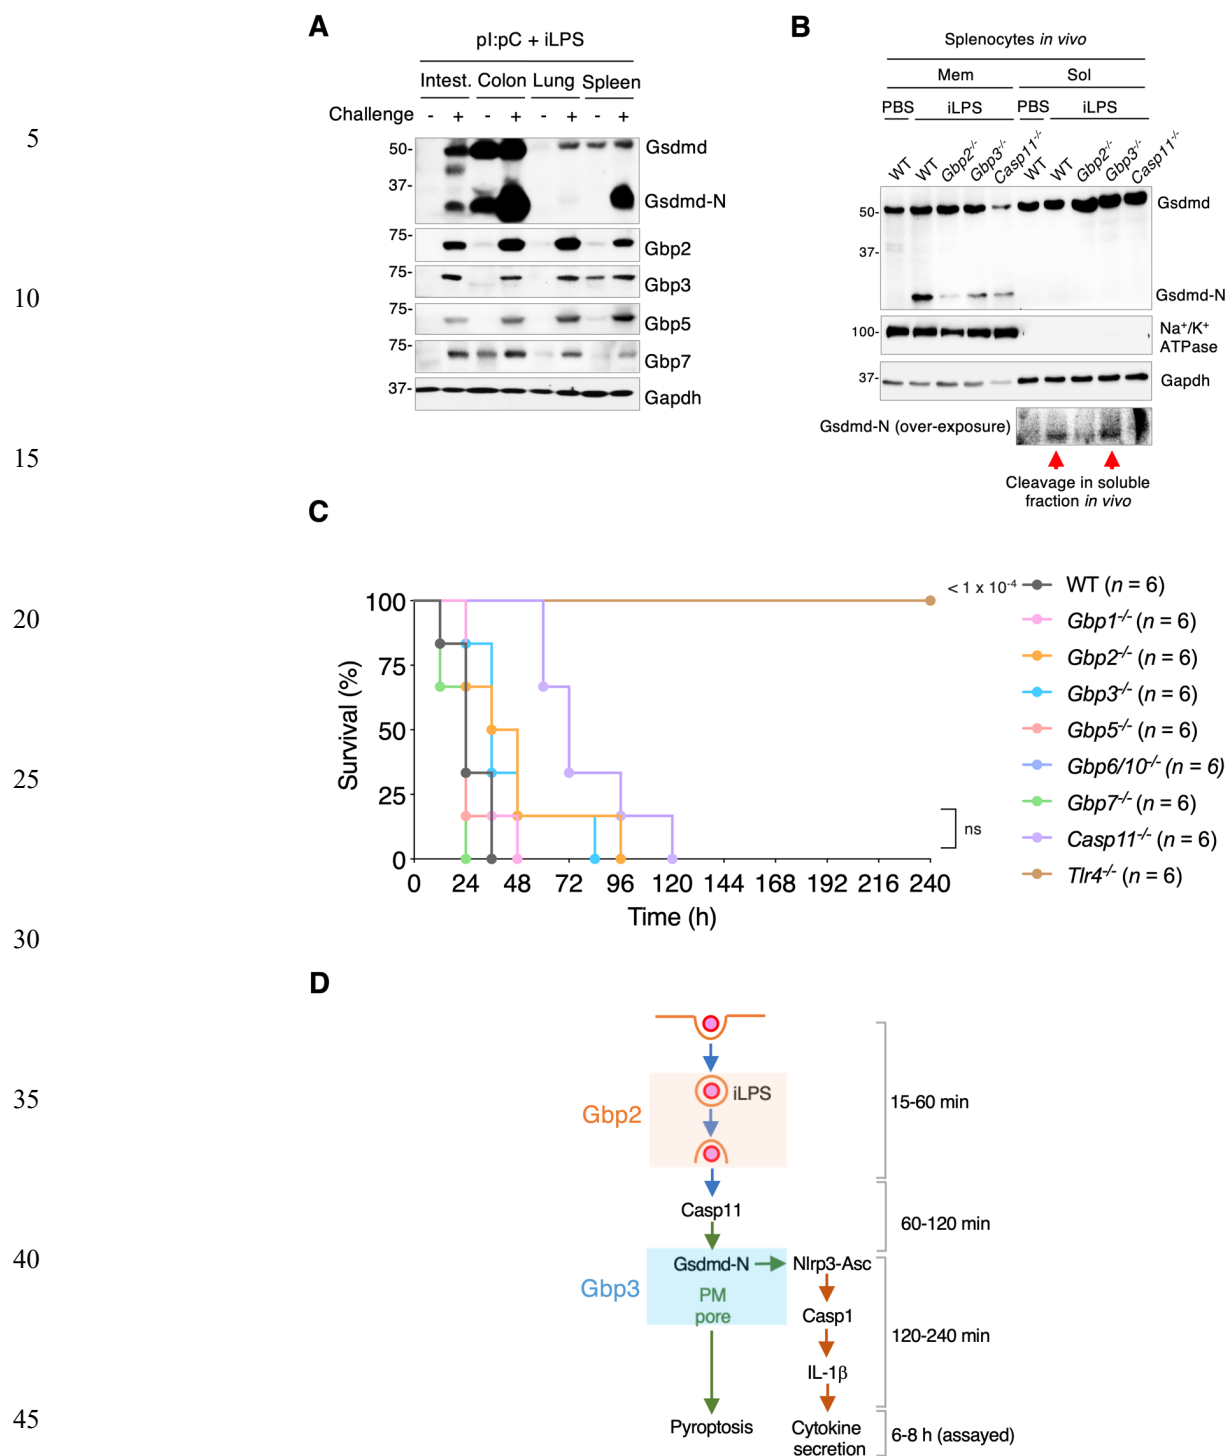 A
pI:pC + iLPS
Intest. Colon Lung Spleen
Challenge - + - + - + - +
5
50-
Gsdmd
37-
Gsdmd-N
75-
Gbp2
75-
Gbp3
10
75-
Gbp5
75-
Gbp7
37-
Gapdh
B
Splenocytes in vivo
Mem Sol
PBS iLPS PBS iLPS
WT WT Gbp2-/- Gbp3-/- Casp11-/- WT WT Gbp2-/- Gbp3-/- Casp11-/-
50-
Gsdmd
37-
Gsdmd-N
100-
Na+/K+
ATPase
37-
Gapdh
Gsdmd-N (over-exposure)
15
Cleavage in soluble
fraction in vivo
C
Survival (%)
100
75
50
25
0
0 24 48 72 96 120 144 168 192 216 240
Time (h)
< 1 x 10-4
WT (n = 6)
20
Gbp1-/- (n = 6)
Gbp2-/- (n = 6)
Gbp3-/- (n = 6)
Gbp5-/- (n = 6)
Gbp6/10-/- (n = 6)
25
Gbp7-/- (n = 6)
ns
Casp11-/- (n = 6)
Tlr4-/- (n = 6)
30
D
iLPS
35
Gbp2
15-60 min
Casp11
60-120 min
40
Gsdmd-N
Nlrp3-Asc
Gbp3
PM
pore
Casp1
120-240 min
IL-1β
45
Pyroptosis
Cytokine
secretion
6-8 h (assayed)